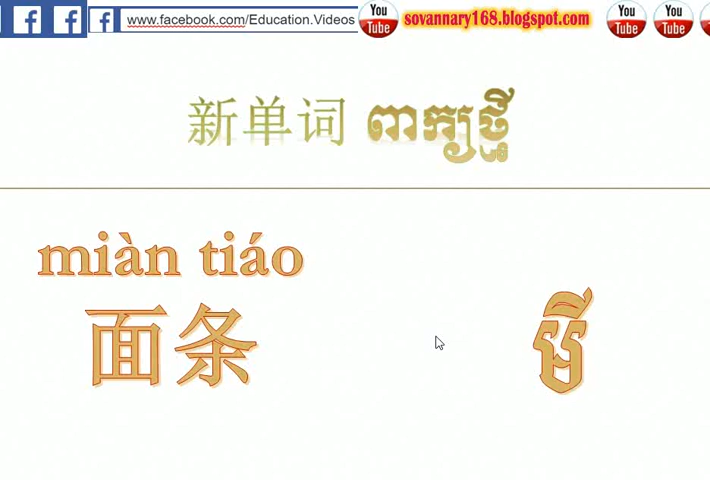 www.facebook.com/Education.Videos
You Tube
sovannary168.blogspot.com
You Tube
You Tube
新单词 ពាក្យថ្មី
miàn tiáo
面条
មី